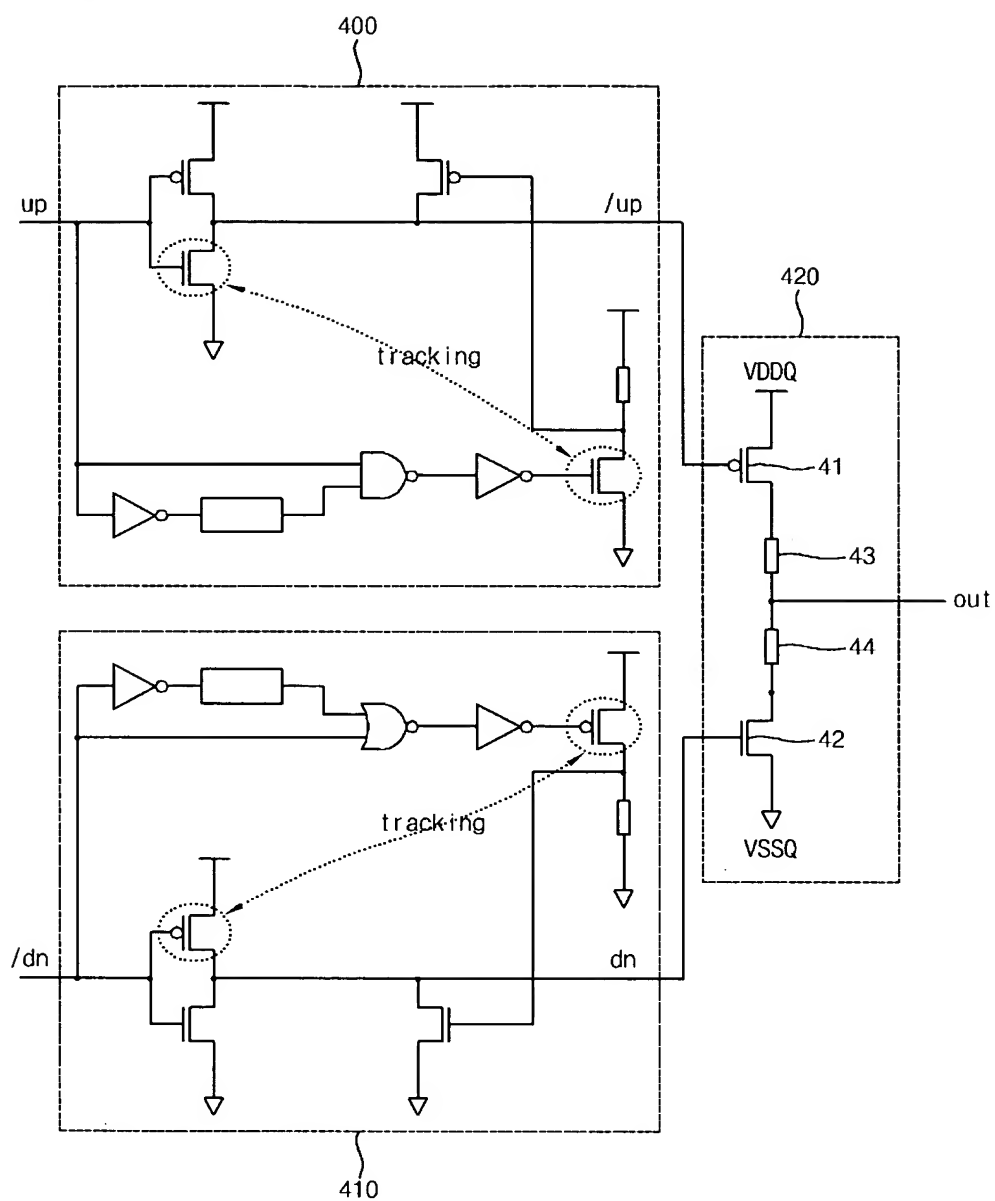 400
up
/up
tracking
420
VDDQ
41
43
out
44
42
VSSQ
tracking
/dn
dn
410